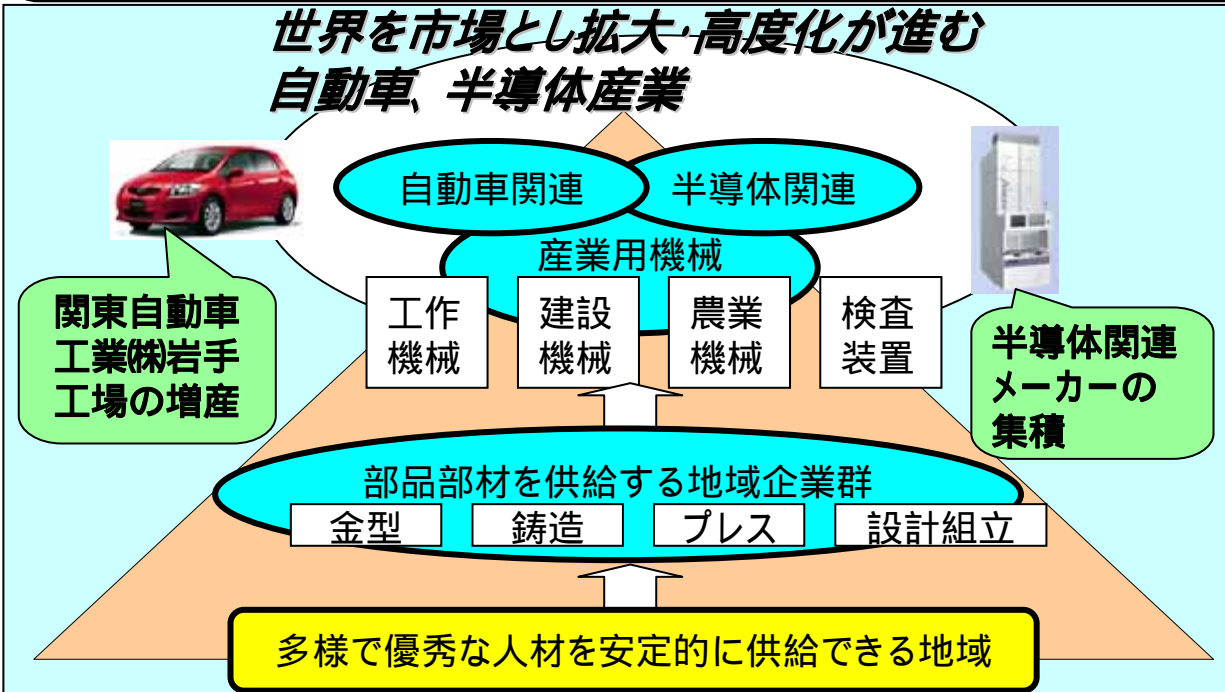 世界を市場とし拡大・高度化が進む
自動車、半導体産業
自動車関連
半導体関連
産業用機械
工作
機械
建設
機械
農業
機械
検査
装置
関東自動車
工業㈱岩手
工場の増産
半導体関連
メーカーの
集積
部品部材を供給する地域企業群
金型
鋳造
プレス
設計組立
多様で優秀な人材を安定的に供給できる地域